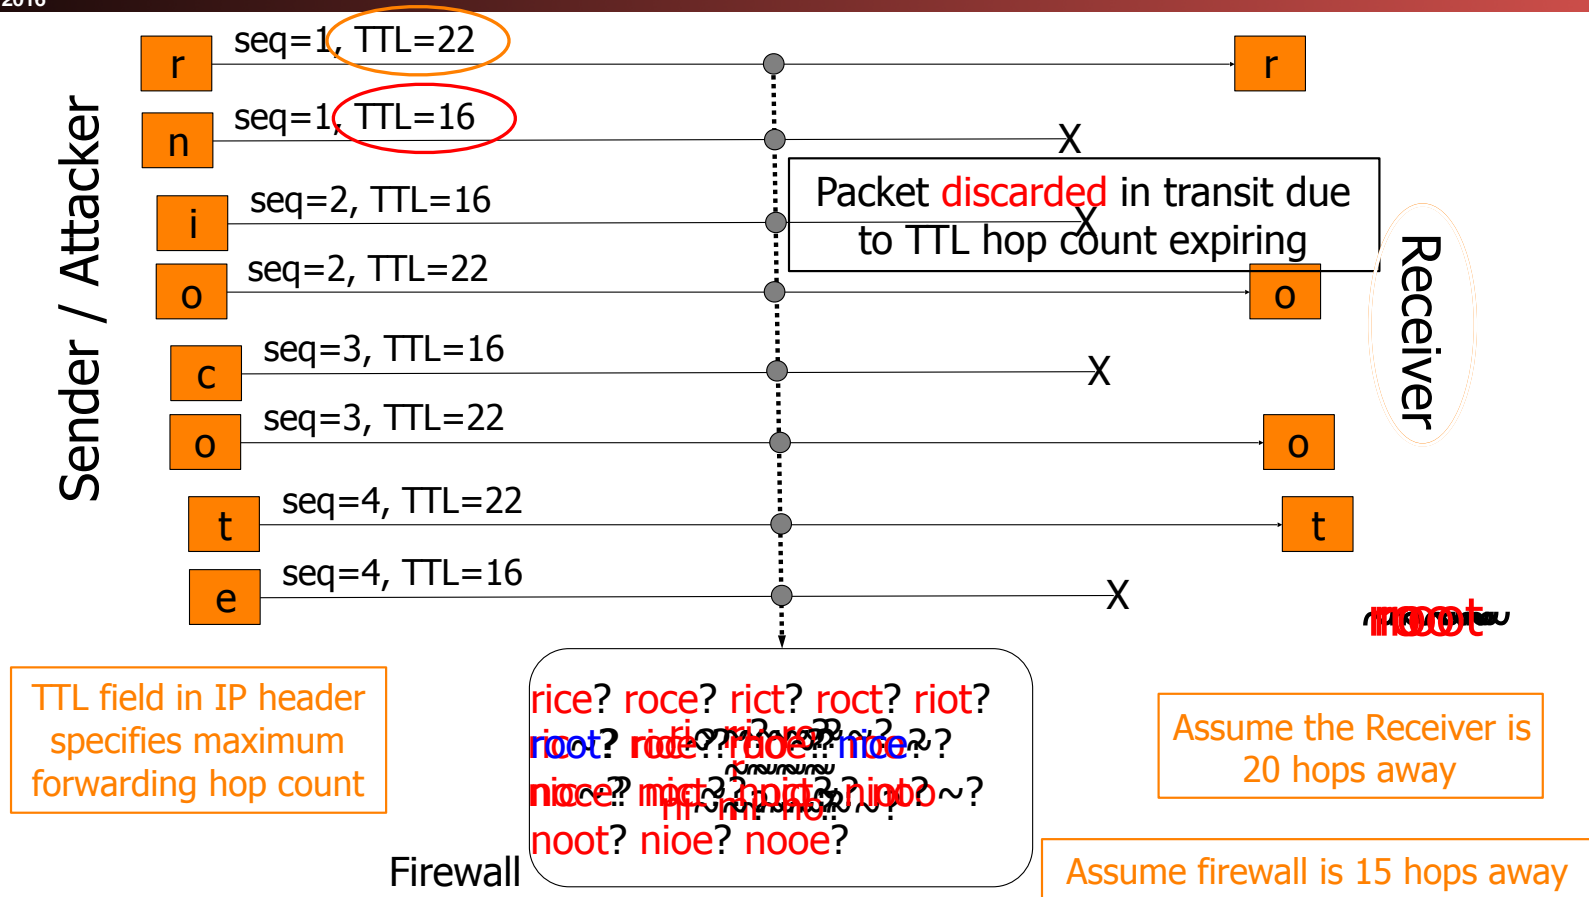 2016
r seq=1, TTL=22 r
n seq=1, TTL=16 X
Packet discarded in transit due
to TTL hop count expiring
i seq=2, TTL=16 X
o seq=2, TTL=22 o
c seq=3, TTL=16 X
o seq=3, TTL=22 o
t seq=4, TTL=22 t
e seq=4, TTL=16 X
Sender / Attacker
Receiver
root
TTL field in IP header
specifies maximum
forwarding hop count
rice? roce? rict? roct? riot?
root? nice?
noot? nioe? nooe?
Firewall
Assume the Receiver is
20 hops away
Assume firewall is 15 hops away